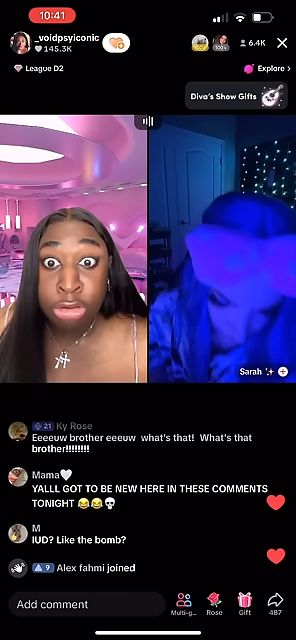 10:41
_voidpsyiconic
145.3K
6.4K
League D2
Explore >
Diva's Show Gifts
Sarah
21 Ky Rose
Eeeeuw brother eeeuw what's that! What's that
brother!!!!!!!!
Mama
YALLL GOT TO BE NEW HERE IN THESE COMMENTS
TONIGHT
M
IUD? Like the bomb?
9 Alex fahmi joined
Add comment
Multi-g...
Rose
Gift
487